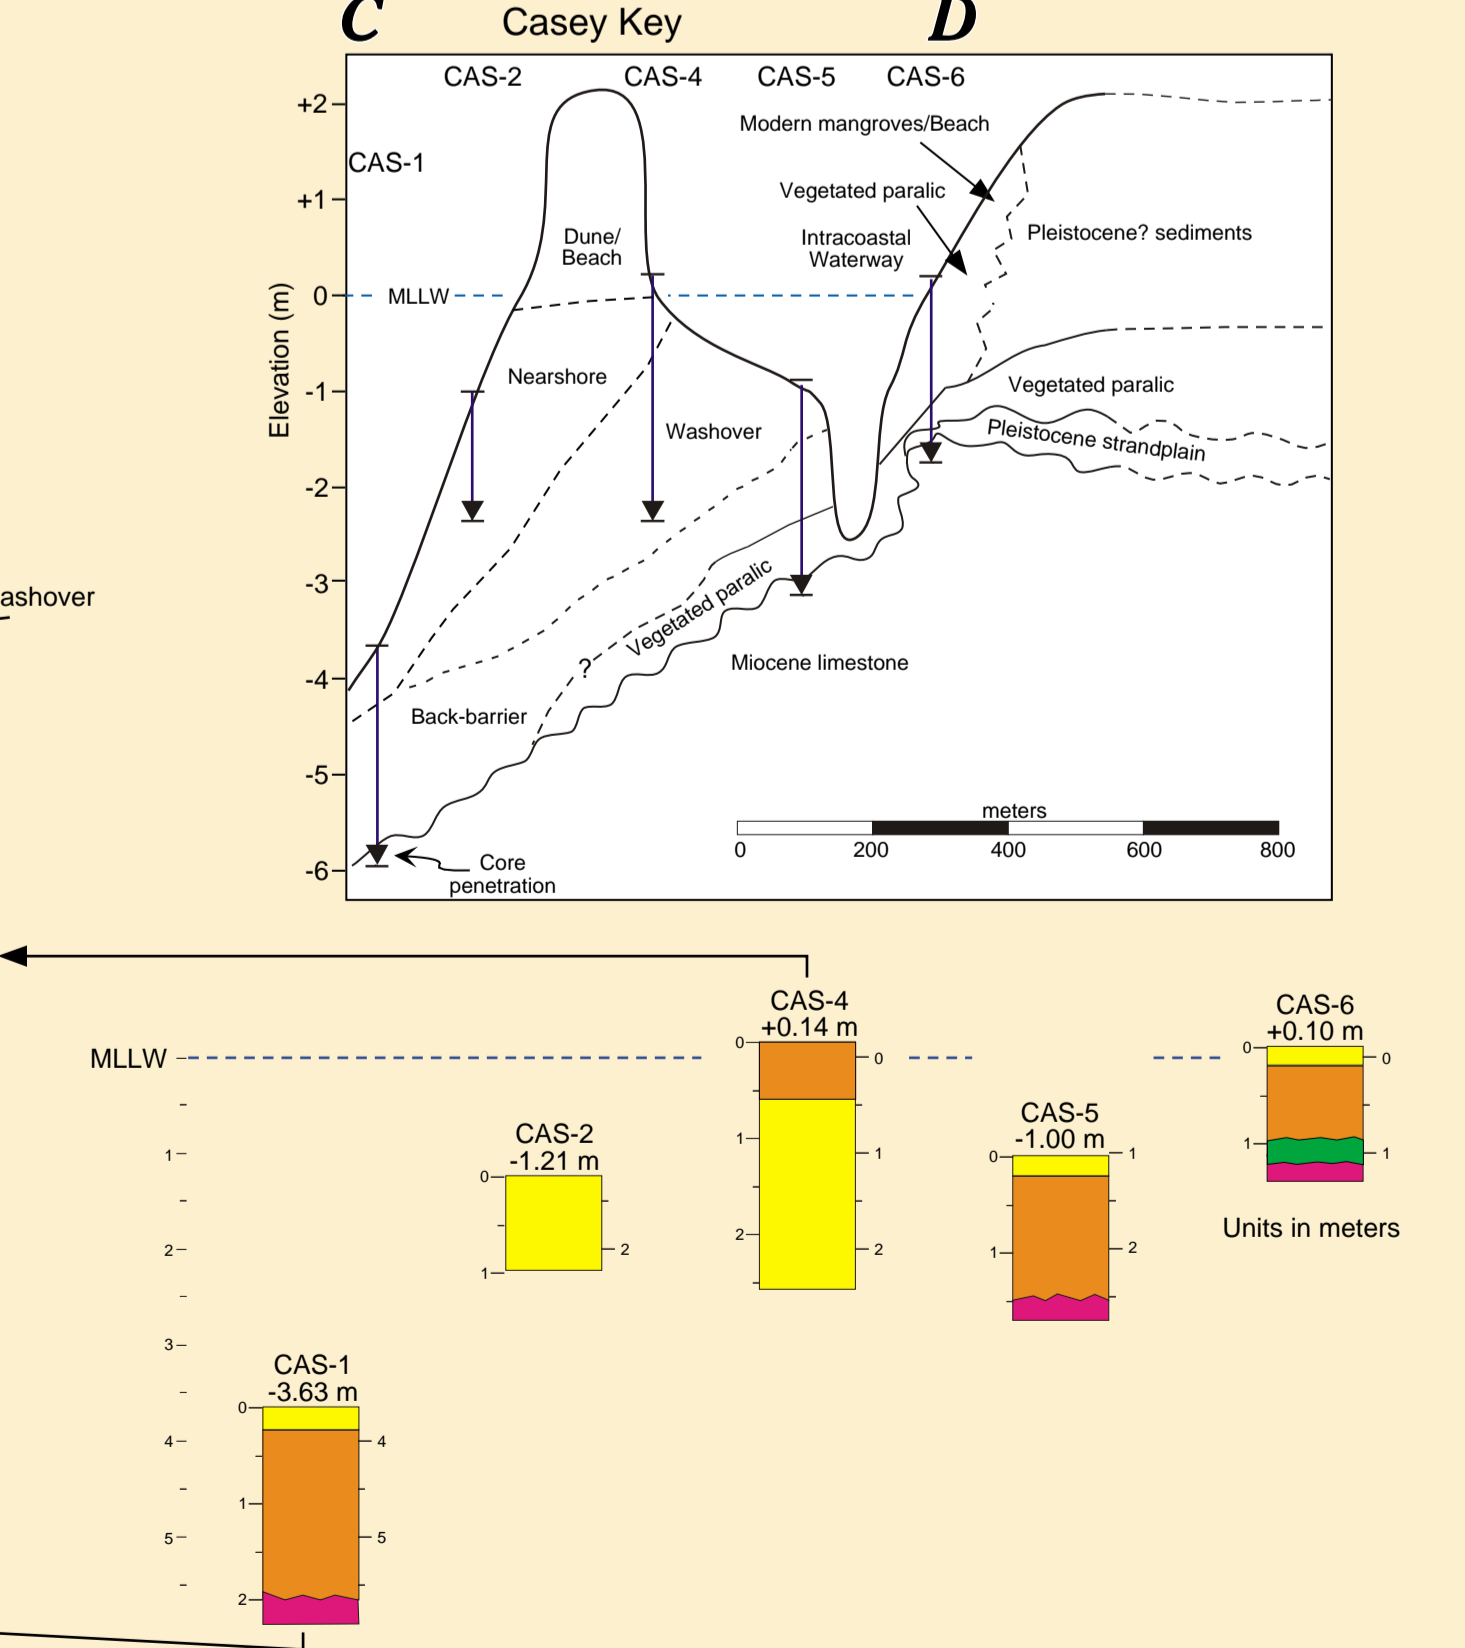 C Casey Key D
CAS-2 CAS-4 CAS-5 CAS-6
+2
Modern mangroves/Beach
CAS-1
Vegetated paralic
+1
Dune/
Beach
Intracoastal
Waterway
Pleistocene? sediments
0 MLLW
Elevation (m)
Nearshore
-1
Vegetated paralic
Washover
Pleistocene strandplain
-2
-3
ashover
Vegetated paralic
?
Miocene limestone
-4
Back-barrier
-5
meters
0 200 400 600 800
-6
Core
penetration
CAS-4
+0.14 m
CAS-6
+0.10 m
MLLW
0 0
0 0
CAS-5
-1.00 m
CAS-2
-1.21 m
1
1 1
0 1
1 1
0
Units in meters
2
2
2 2
1 2
1
3
CAS-1
-3.63 m
0
4 4
1
5 5
2